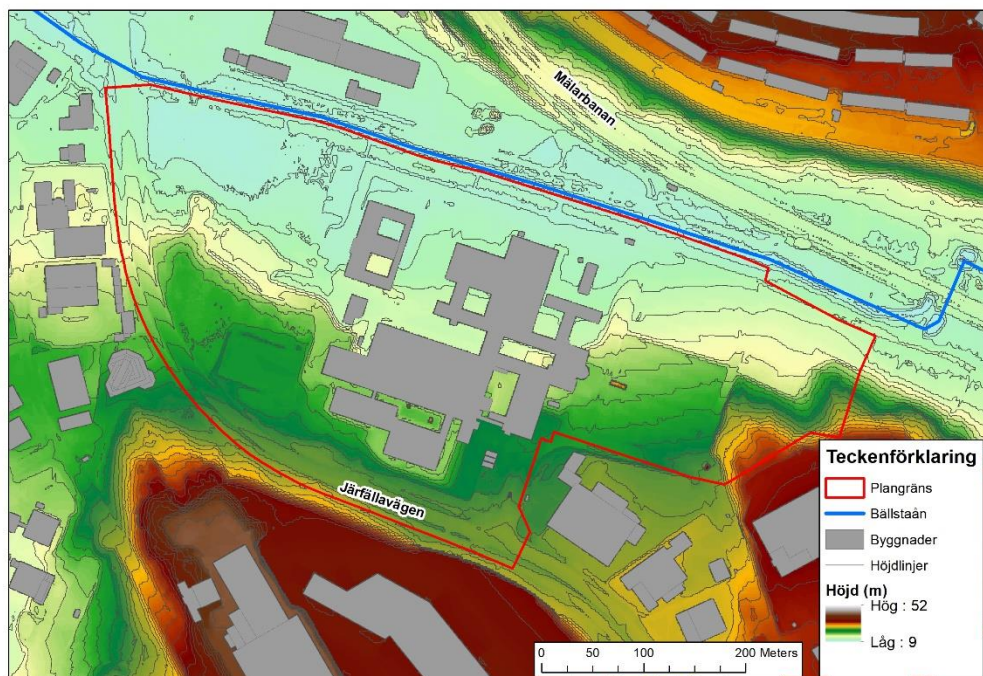 Mälarbanan
Järfällavägen
Teckenförklaring
Plangräns
Bällstaån
Byggnader
Höjdlinjer
Höjd (m)
Hög : 52
Låg : 9
0 50 100 200 Meters